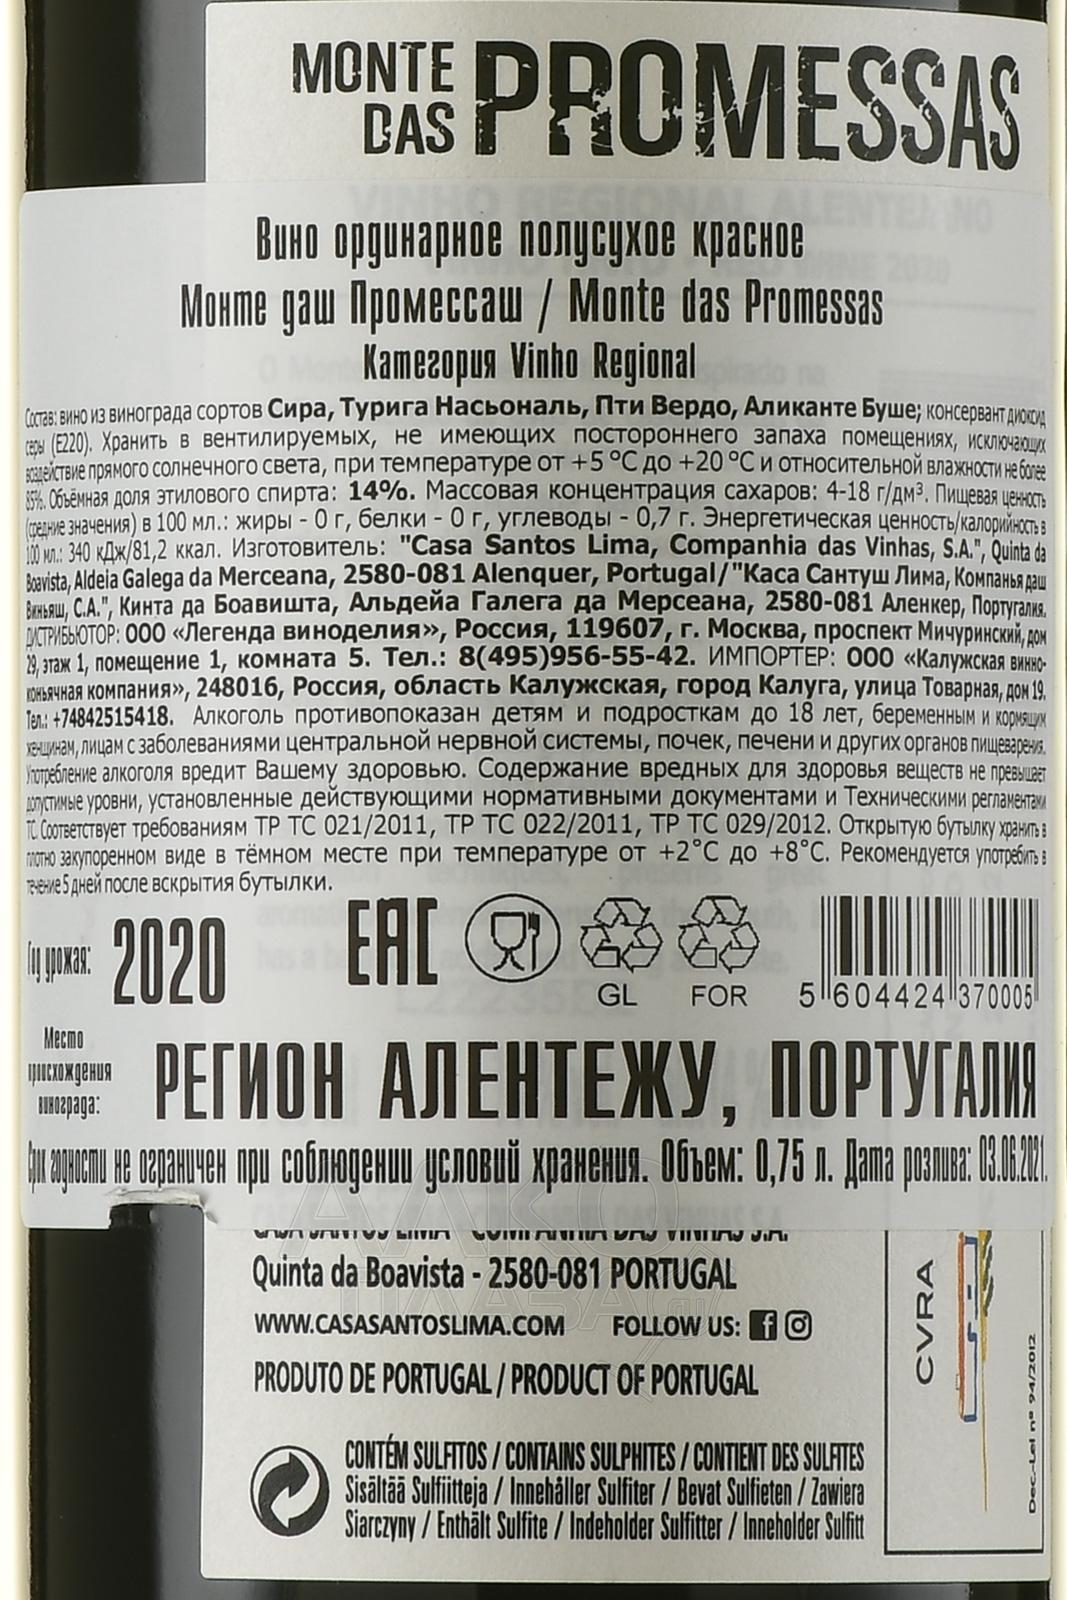 MONTE
DAS PROMESSAS
VINHO REGIONAL ALENTEJANO
Вино ординарное полусухое красное
Монте даш Промессаш / Monte das Promessas
Категория Vinho Regional
Состав: вино из винограда сортов Сира, Турига Насьональ, Пти Вердо, Аликанте Буше; консервант диоксид
серы (Е220). Хранить в вентилируемых, не имеющих постороннего запаха помещениях, исключающих
воздействие прямого солнечного света, при температуре от +5 °С до +20 °С и относительной влажности не более
85%. Объёмная доля этилового спирта: 14%. Массовая концентрация сахаров: 4-18 г/дм³. Пищевая ценность
(средние значения) в 100 мл.: жиры - 0 г, белки - 0 г, углеводы - 0,7 г. Энергетическая ценность/калорийность в
100 мл.: 340 кДж/81,2 ккал. Изготовитель: "Casa Santos Lima, Companhia das Vinhas, S.A.", Quinta da
Boavista, Aldeia Galega da Merceana, 2580-081 Alenquer, Portugal/"Каса Сантуш Лима, Компанья даш
Виньяш, С.А.", Кинта да Боавишта, Альдейа Галега да Мерсеана, 2580-081 Аленкер, Португалия.
ДИСТРИБЬЮТОР: ООО «Легенда виноделия», Россия, 119607, г. Москва, проспект Мичуринский, дом
29, этаж 1, помещение 1, комната 5. Тел.: 8(495)956-55-42. ИМПОРТЕР: ООО «Калужская винно-
коньячная компания», 248016, Россия, область Калужская, город Калуга, улица Товарная, дом 19.
Тел.: +74842515418. Алкоголь противопоказан детям и подросткам до 18 лет, беременным и кормящим
женщинам, лицам с заболеваниями центральной нервной системы, почек, печени и других органов пищеварения.
Употребление алкоголя вредит Вашему здоровью. Содержание вредных для здоровья веществ не превышает
допустимые уровни, установленные действующими нормативными документами и Техническими регламентами
ТС. Соответствует требованиям ТР ТС 021/2011, ТР ТС 022/2011, ТР ТС 029/2012. Открытую бутылку хранить в
плотно закупоренном виде в тёмном месте при температуре от +2°С до +8°С. Рекомендуется употребить в
течение 5 дней после вскрытия бутылки.
Год урожая: 2020 ЕАС
GL FOR
5 604424 370005
Место
происхождения
винограда:
РЕГИОН АЛЕНТЕЖУ, ПОРТУГАЛИЯ
Срок годности не ограничен при соблюдении условий хранения. Объем: 0,75 л. Дата розлива: 03.06.2021.
CASA SANTOS LIMA - COMPANHIA DAS VINHAS S.A.
Quinta da Boavista - 2580-081 PORTUGAL
WWW.CASASANTOSLIMA.COM FOLLOW US:
PRODUTO DE PORTUGAL / PRODUCT OF PORTUGAL
CONTÉM SULFITOS / CONTAINS SULPHITES / CONTIENT DES SULFITES
Sisältää Sulfiitteja / Innehåller Sulfiter / Bevat Sulfieten / Zawiera
Siarczyny / Enthält Sulfite / Indeholder Sulfitter / Inneholder Sulfitt
CVRA
Dec.-Lei nº 94/2012